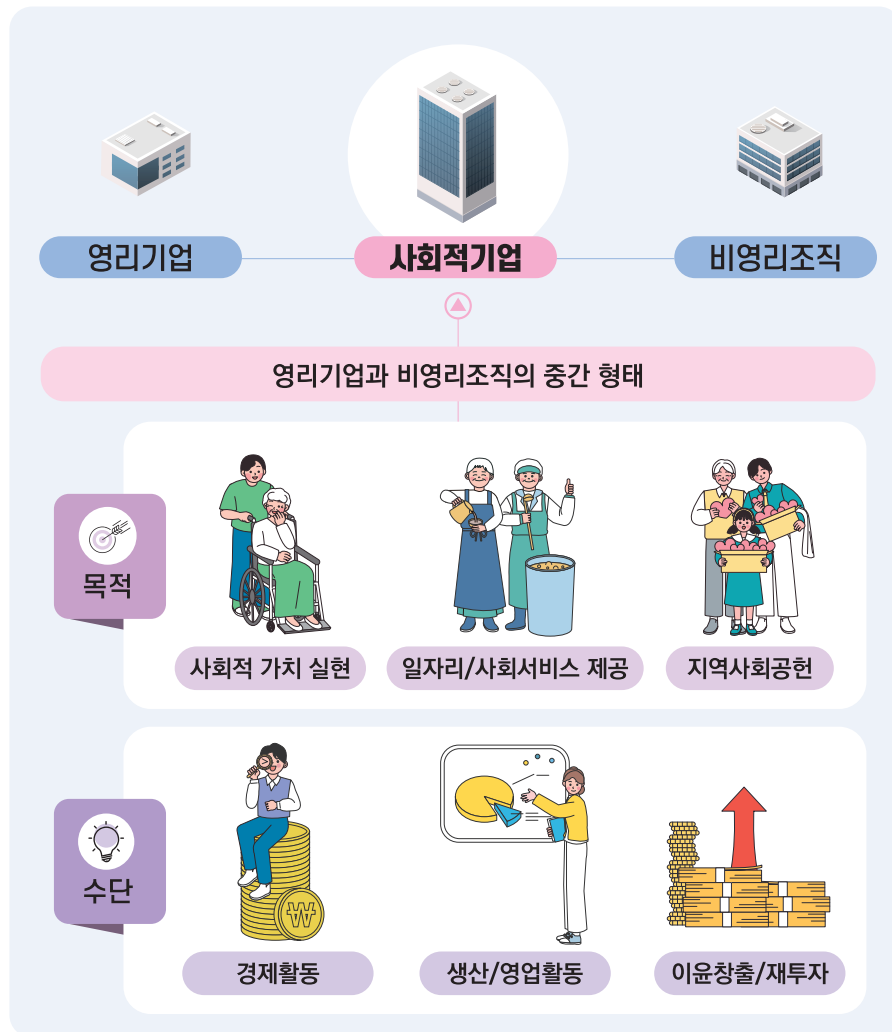 영리기업
사회적기업
비영리조직
영리기업과 비영리조직의 중간 형태
목적
사회적 가치 실현
일자리/사회서비스 제공
지역사회공헌
수단
₩
경제활동
생산/영업활동
이윤창출/재투자